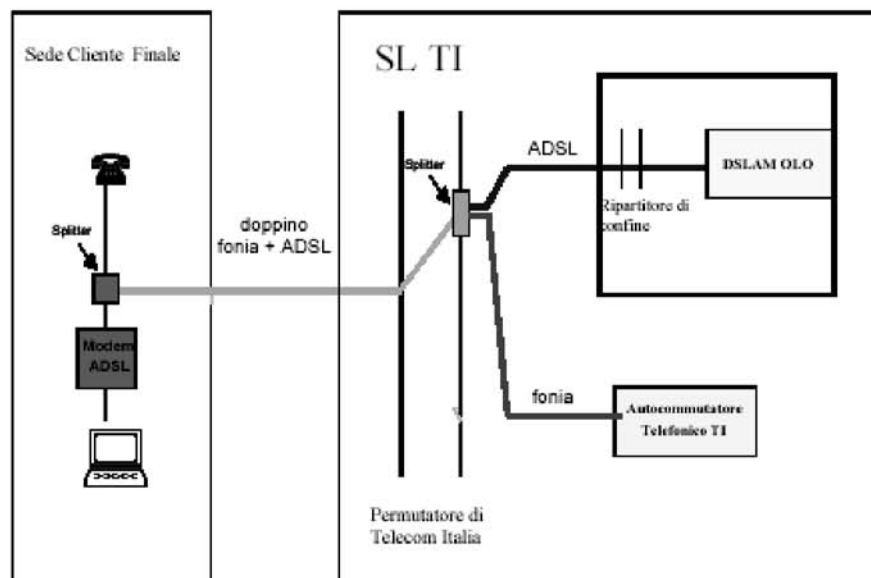 Sede Cliente Finale
Splitter
Modem
ADSL
doppino
fonia + ADSL
SL TI
Splitter
ADSL
Ripartitore di
confine
DSLAM OLO
fonia
Autocommutatore
Telefonico TI
Permutatore di
Telecom Italia